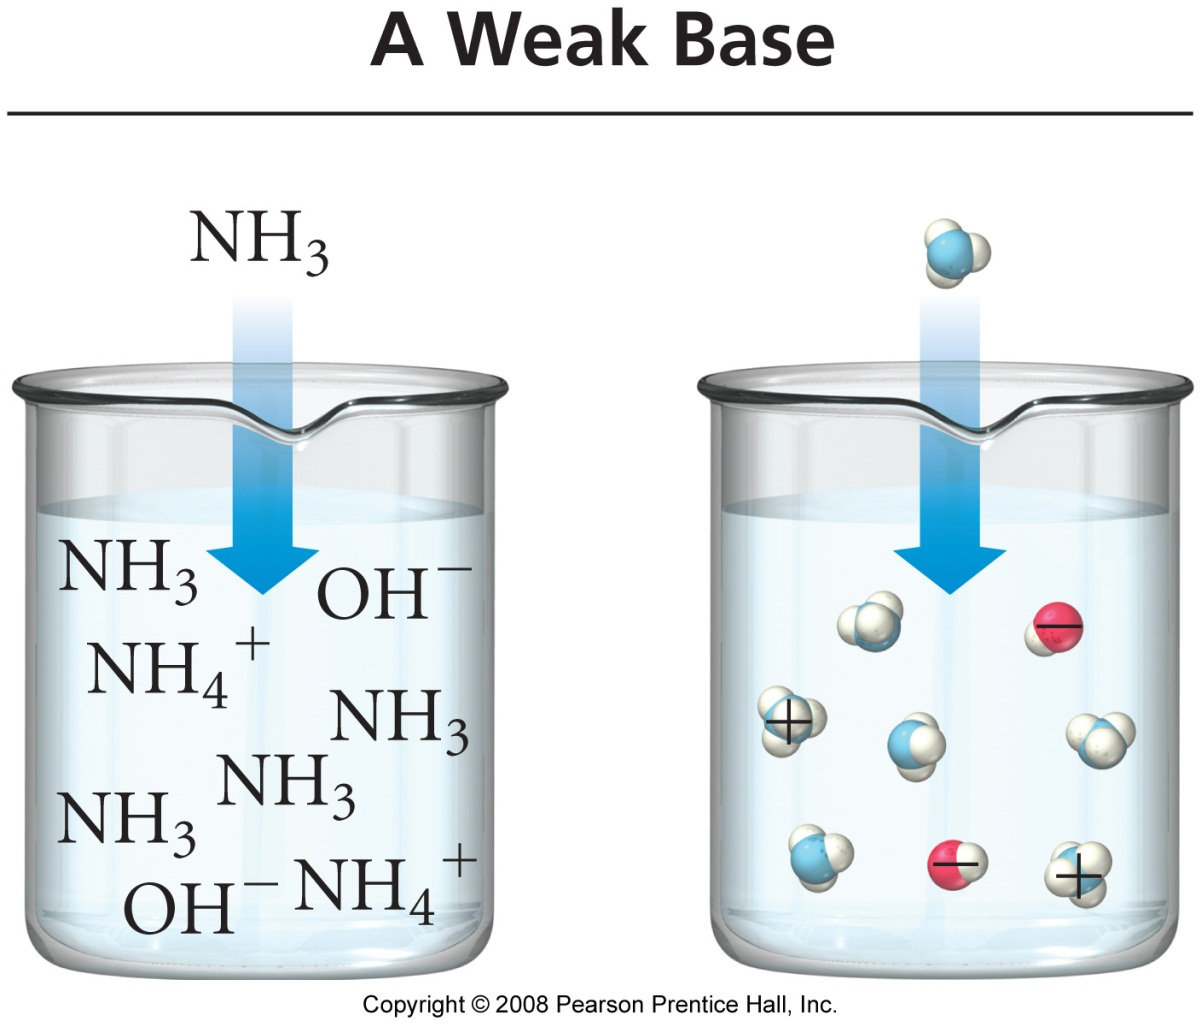 A Weak Base
NH₃
NH₃
OH⁻
NH₄⁺
NH₃
NH₃
NH₃
NH₄⁺
OH⁻
−
+
−
+
Copyright © 2008 Pearson Prentice Hall, Inc.